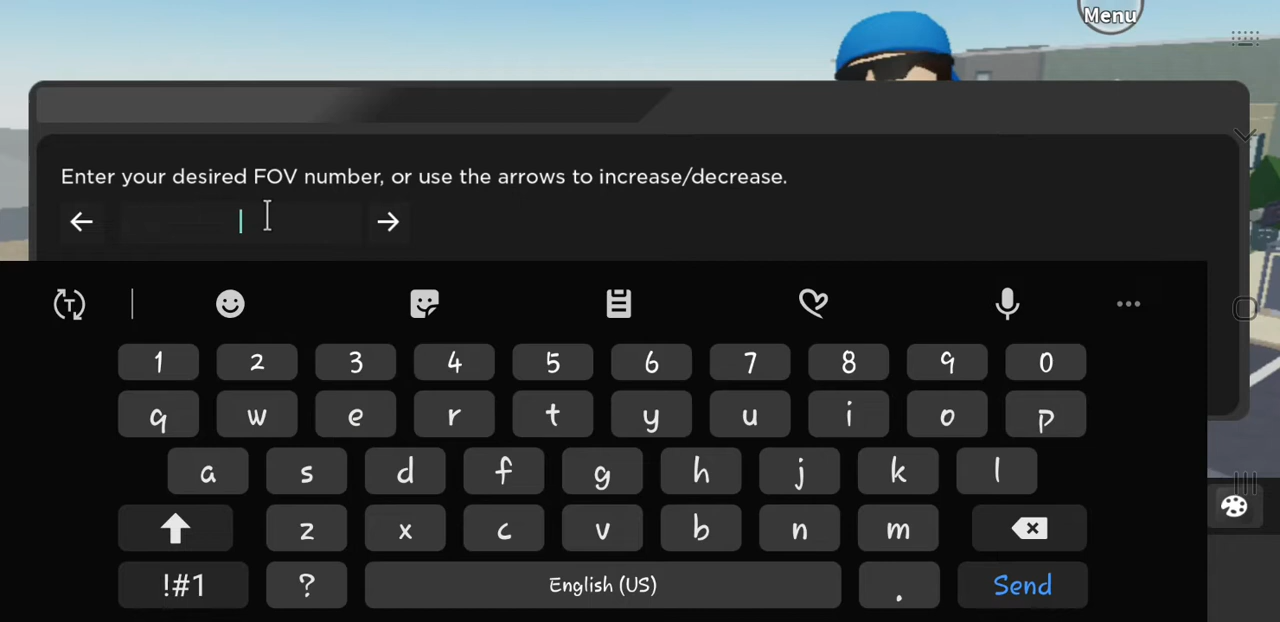 Menu
Enter your desired FOV number, or use the arrows to increase/decrease.
T
1 2 3 4 5 6 7 8 9 0
q w e r t y u i o p
a s d f g h j k l
z x c v b n m
!#1 ? English (US) . Send